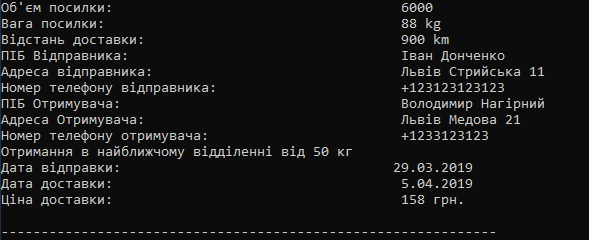 Об'єм посилки: 6000
Вага посилки: 88 kg
Відстань доставки: 900 km
ПІБ Відправника: Іван Донченко
Адреса відправника: Львів Стрийська 11
Номер телефону відправника: +123123123123
ПІБ Отримувача: Володимир Нагірний
Адреса Отримувача: Львів Медова 21
Номер телефону отримувача: +1233123123
Отримання в найближчому відділенні від 50 кг
Дата відправки: 29.03.2019
Дата доставки: 5.04.2019
Ціна доставки: 158 грн.
--------------------------------------------------------------